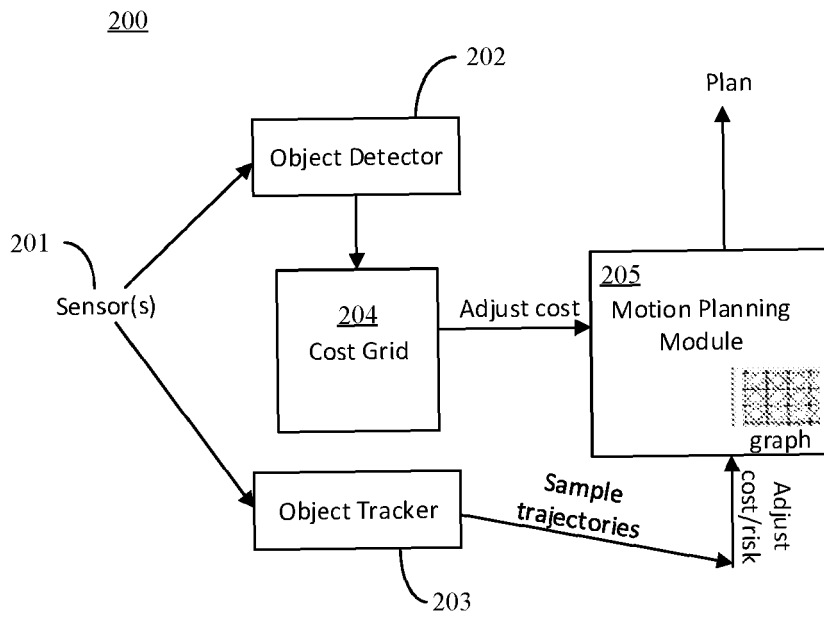 200
202
Plan
Object Detector
201
Sensor(s)
204
Cost Grid
Adjust cost
205
Motion Planning
Module
graph
Object Tracker
Sample
trajectories
Adjust
cost/risk
203